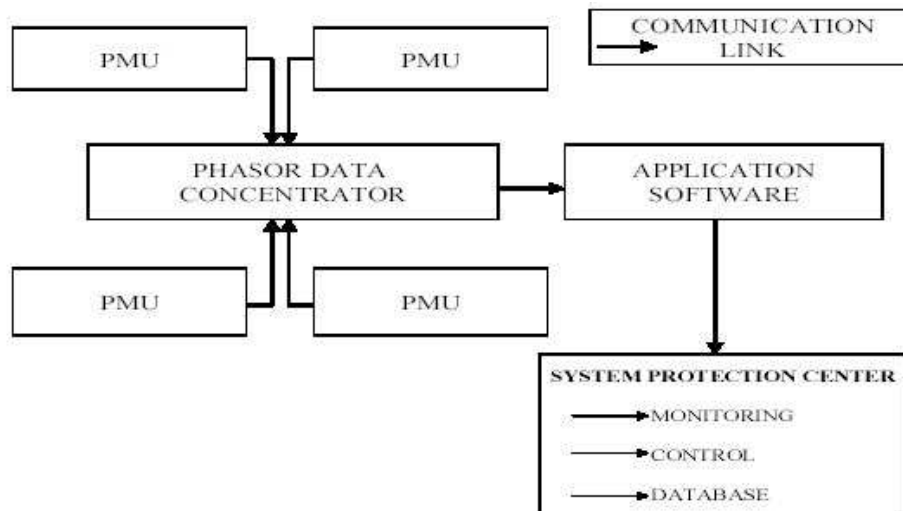 PMU
PMU
COMMUNICATION
LINK
PHASOR DATA
CONCENTRATOR
APPLICATION
SOFTWARE
PMU
PMU
SYSTEM PROTECTION CENTER
MONITORING
CONTROL
DATABASE